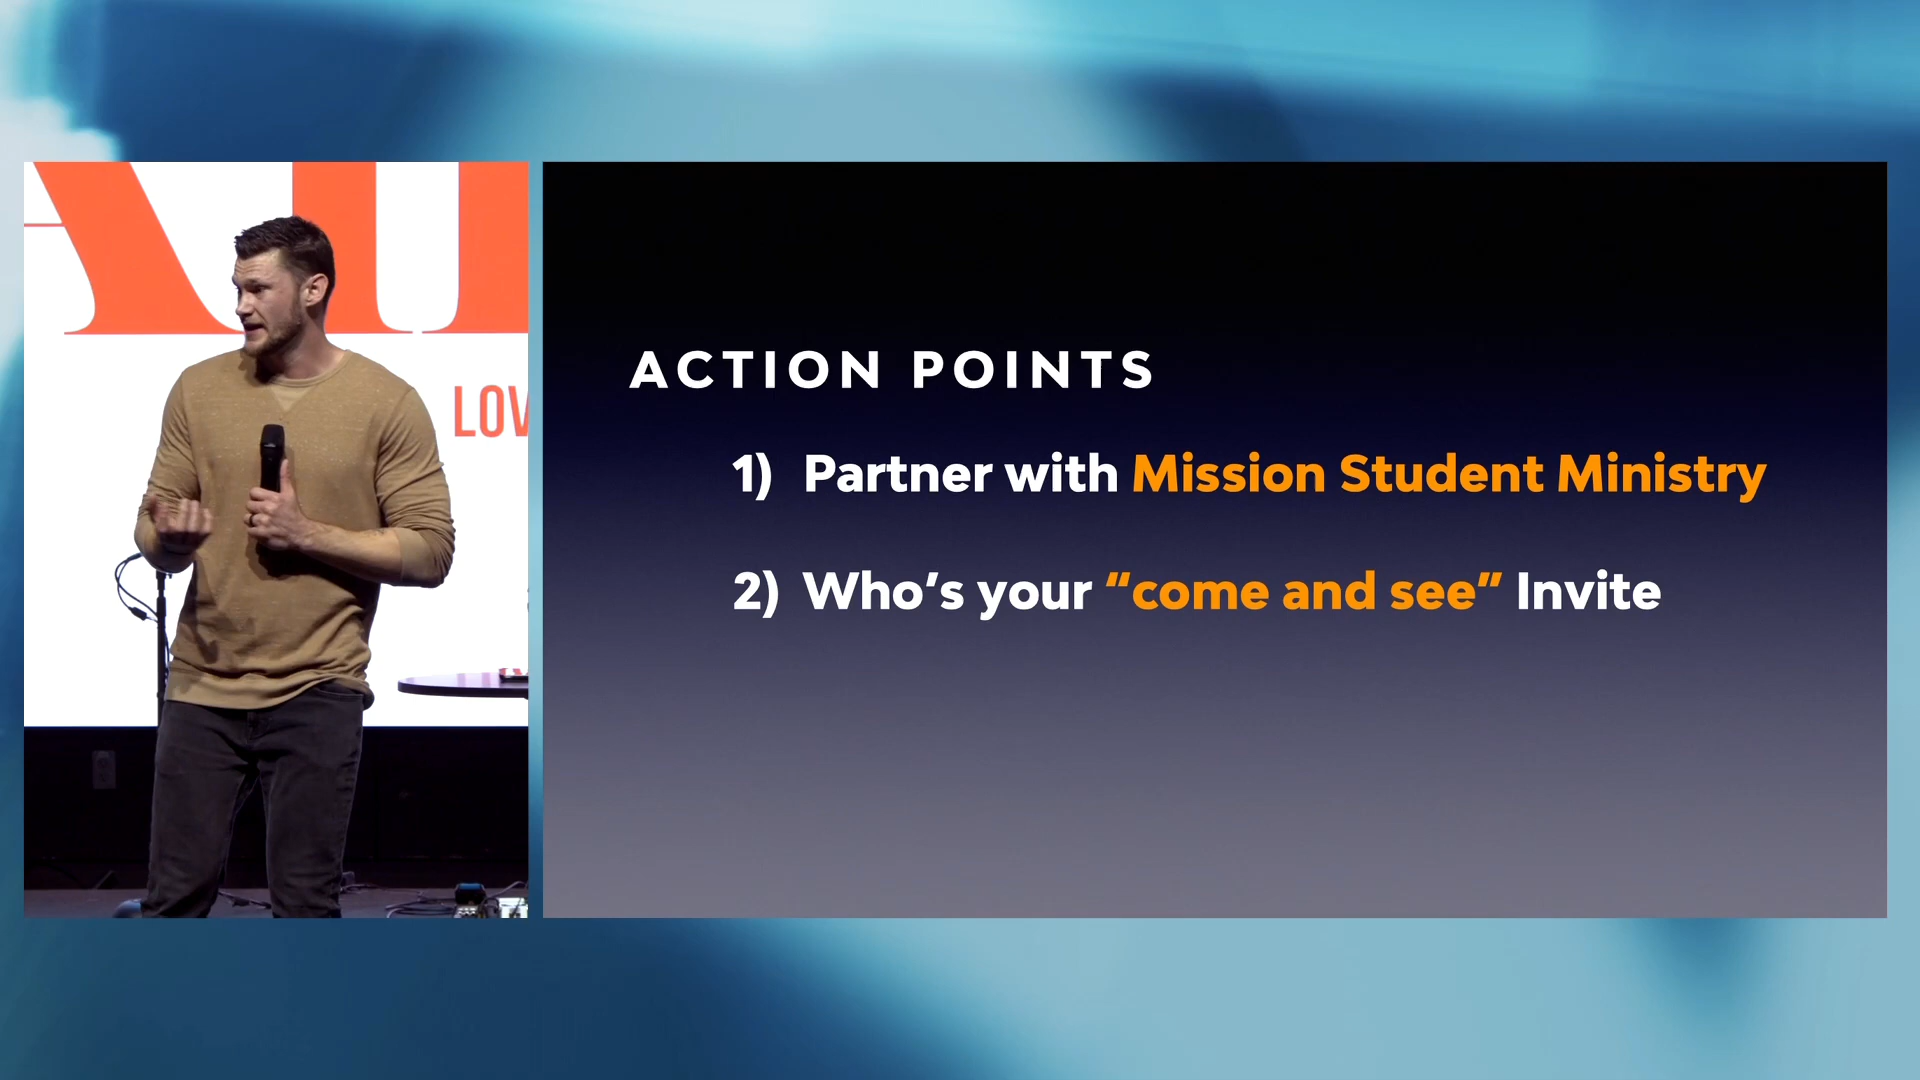 LOV
ACTION POINTS
1) Partner with Mission Student Ministry
2) Who’s your “come and see” Invite